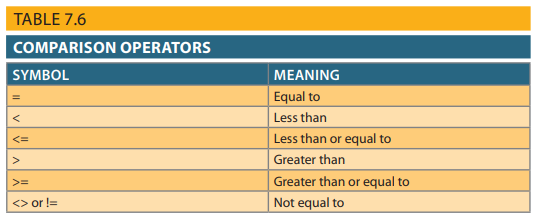 TABLE 7.6
COMPARISON OPERATORS
SYMBOL MEANING
= Equal to
< Less than
<= Less than or equal to
> Greater than
>= Greater than or equal to
<> or != Not equal to